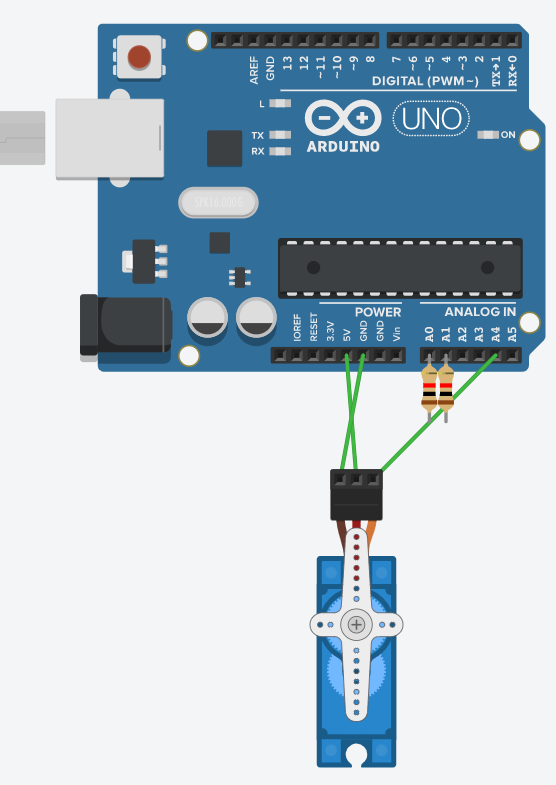 AREF
GND
13
12
~11
~10
~9
8
7
~6
~5
4
~3
2
TX→1
RX←0
DIGITAL (PWM~)
L
TX
RX
ARDUINO
UNO
ON
SPK16.000G
POWER
ANALOG IN
IOREF
RESET
3.3V
5V
GND
GND
Vin
A0
A1
A2
A3
A4
A5